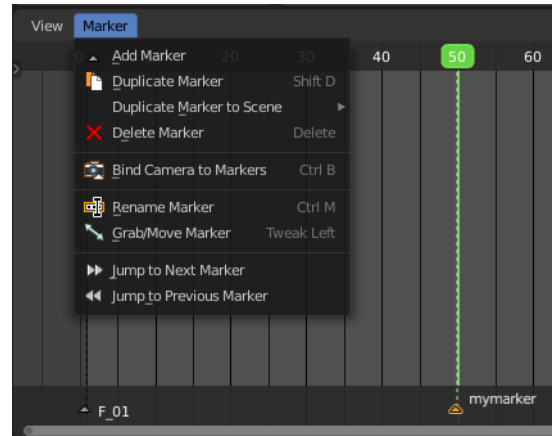 View Marker
0 20 30 40 50 60
Add Marker
Duplicate Marker Shift D
Duplicate Marker to Scene
Delete Marker Delete
Bind Camera to Markers Ctrl B
Rename Marker Ctrl M
Grab/Move Marker Tweak Left
Jump to Next Marker
Jump to Previous Marker
mymarker
F_01